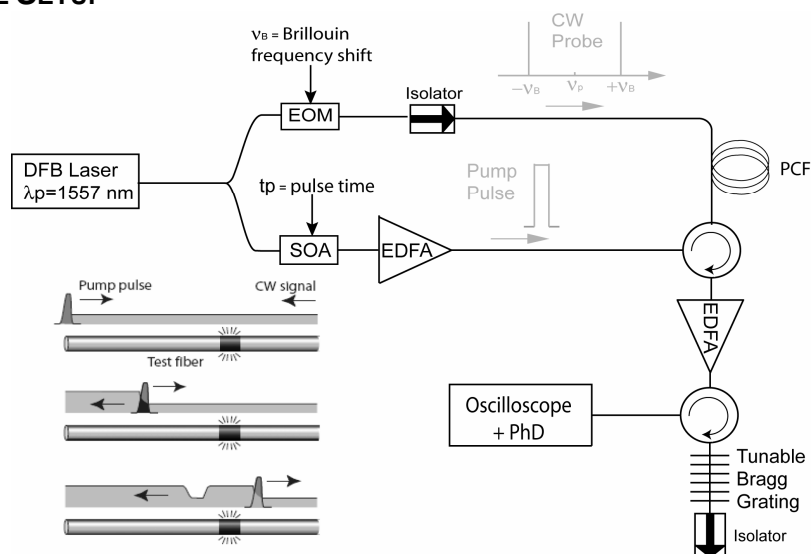 νB = Brillouin
frequency shift
CW
Probe
−νB νp +νB
Isolator
EOM
DFB Laser
λp=1557 nm
PCF
tp = pulse time
Pump
Pulse
SOA
EDFA
Pump pulse
CW signal
EDFA
Test fiber
Oscilloscope
+ PhD
Tunable
Bragg
Grating
Isolator